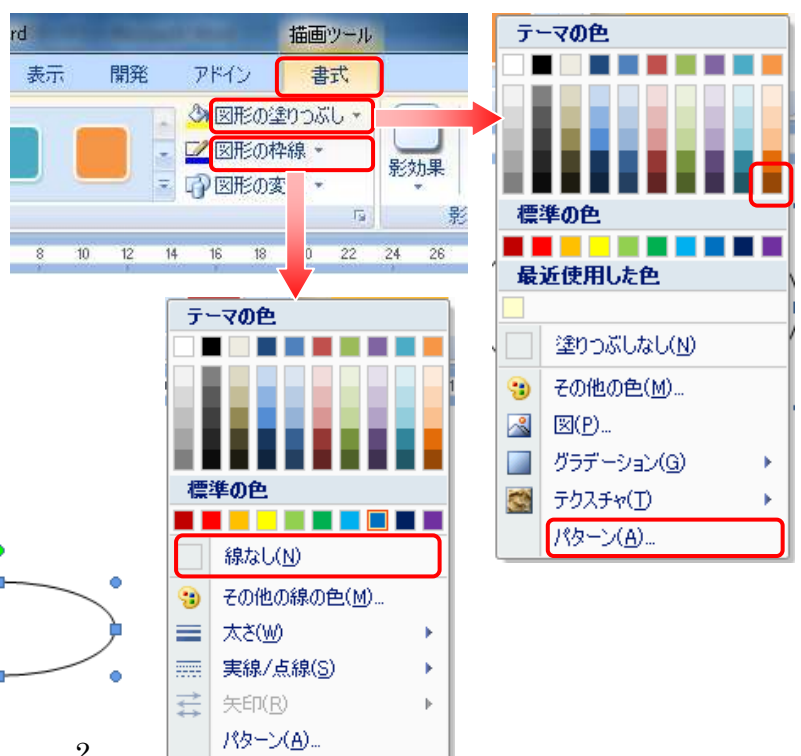 rd
描画ツール
表示 開発 アドイン 書式
図形の塗りつぶし
図形の枠線
図形の変
影効果
影
8 10 12 14 16 18 0 22 24 26
テーマの色
標準の色
線なし(N)
その他の線の色(M)...
太さ(W)
実線/点線(S)
矢印(R)
パターン(A)...
2
テーマの色
標準の色
最近使用した色
塗りつぶしなし(N)
その他の色(M)...
図(P)...
グラデーション(G)
テクスチャ(T)
パターン(A)...